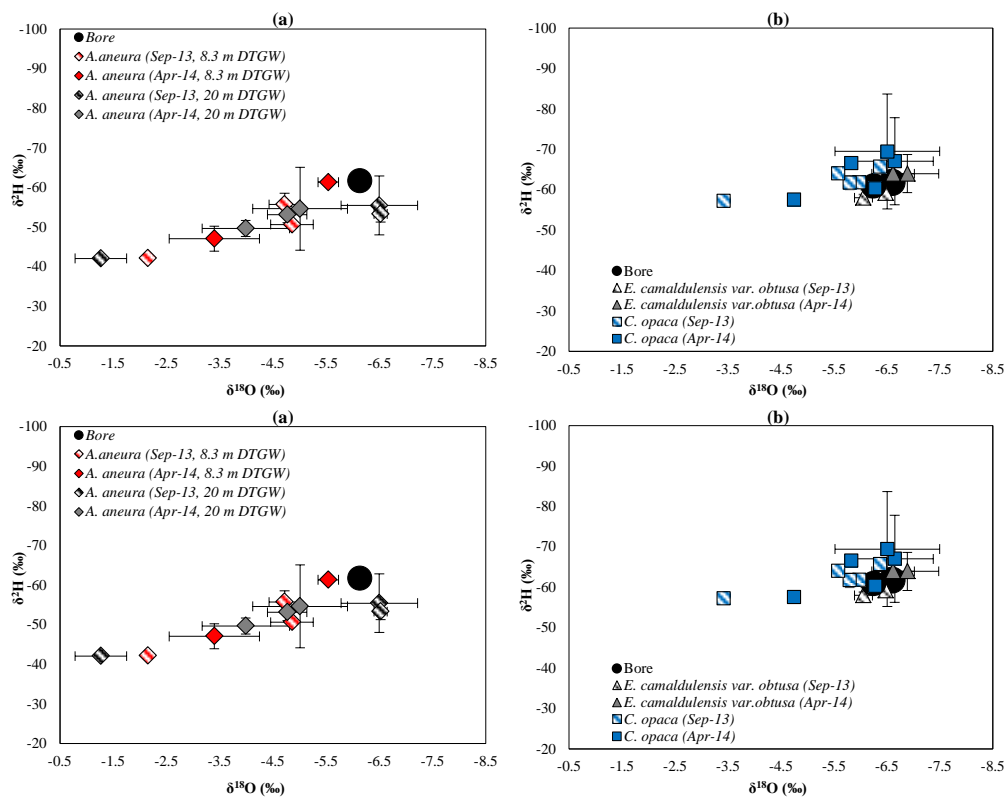 (a)
-100
-90
-80
-70
-60
-50
-40
-30
-20
δ²H (‰)
Bore
A.aneura (Sep-13, 8.3 m DTGW)
A. aneura (Apr-14, 8.3 m DTGW)
A. aneura (Sep-13, 20 m DTGW)
A. aneura (Apr-14, 20 m DTGW)
-0.5 -1.5 -2.5 -3.5 -4.5 -5.5 -6.5 -7.5 -8.5
δ¹⁸O (‰)
(b)
-100
-90
-80
-70
-60
-50
-40
-30
-20
δ²H (‰)
Bore
E. camaldulensis var. obtusa (Sep-13)
E. camaldulensis var.obtusa (Apr-14)
C. opaca (Sep-13)
C. opaca (Apr-14)
-0.5 -1.5 -2.5 -3.5 -4.5 -5.5 -6.5 -7.5 -8.5
δ¹⁸O (‰)
(a)
-100
-90
-80
-70
-60
-50
-40
-30
-20
δ²H (‰)
Bore
A.aneura (Sep-13, 8.3 m DTGW)
A. aneura (Apr-14, 8.3 m DTGW)
A. aneura (Sep-13, 20 m DTGW)
A. aneura (Apr-14, 20 m DTGW)
-0.5 -1.5 -2.5 -3.5 -4.5 -5.5 -6.5 -7.5 -8.5
δ¹⁸O (‰)
(b)
-100
-90
-80
-70
-60
-50
-40
-30
-20
δ²H (‰)
Bore
E. camaldulensis var. obtusa (Sep-13)
E. camaldulensis var.obtusa (Apr-14)
C. opaca (Sep-13)
C. opaca (Apr-14)
-0.5 -1.5 -2.5 -3.5 -4.5 -5.5 -6.5 -7.5 -8.5
δ¹⁸O (‰)